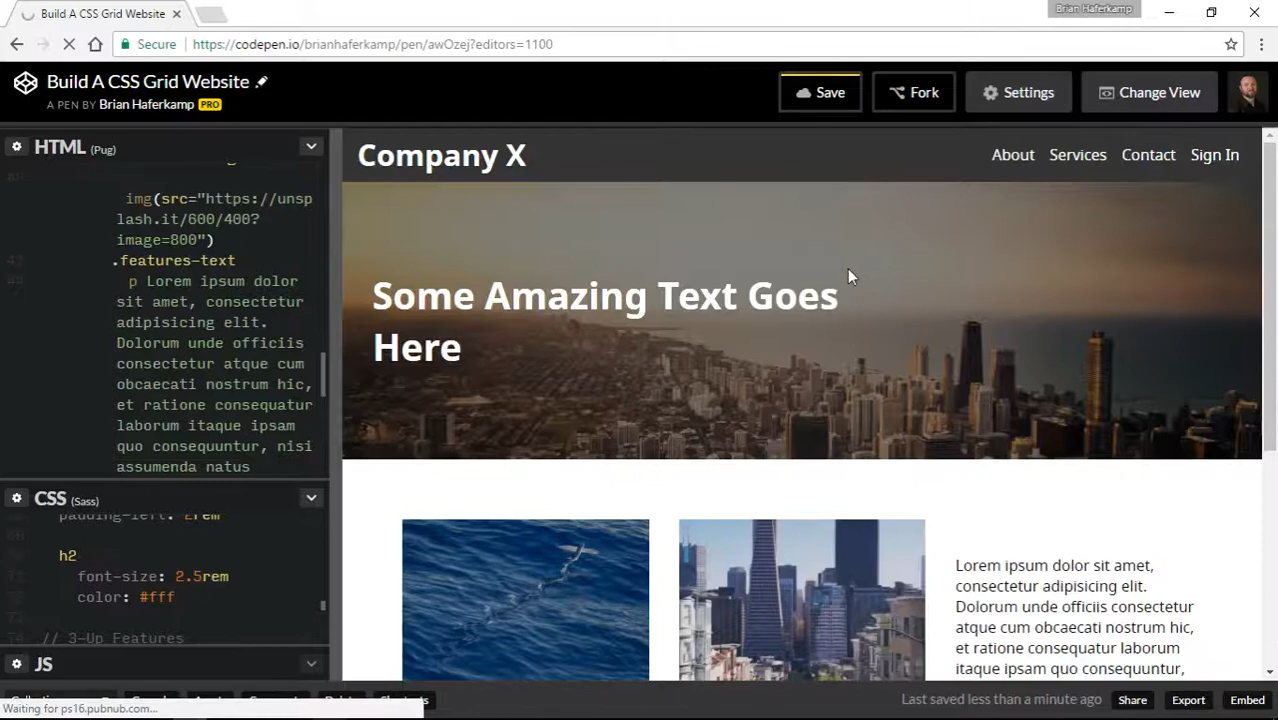 Build A CSS Grid Website
Brian Haferkamp
Secure https://codepen.io/brianhaferkamp/pen/awOzej?editors=1100
Build A CSS Grid Website
A PEN BY Brian Haferkamp PRO
Save
Fork
Settings
Change View
HTML (Pug)
img(src="https://unsp
lash.it/600/400?
image=800")
43 .features-text
44 p Lorem ipsum dolor
sit amet, consectetur
adipisicing elit.
Dolorum unde officiis
consectetur atque cum
obcaecati nostrum hic,
et ratione consequatur
laborum itaque ipsam
quo consequuntur, nisi
assumenda natus
CSS (Sass)
padding-left: 2rem
h2
font-size: 2.5rem
color: #fff
// 3-Up Features
JS
Company X
About Services Contact Sign In
Some Amazing Text Goes
Here
Lorem ipsum dolor sit amet,
consectetur adipisicing elit.
Dolorum unde officiis consectetur
atque cum obcaecati nostrum hic,
et ratione consequatur laborum
itaque ipsam quo consequuntur,
Waiting for ps16.pubnub.com...
Last saved less than a minute ago
Share
Export
Embed